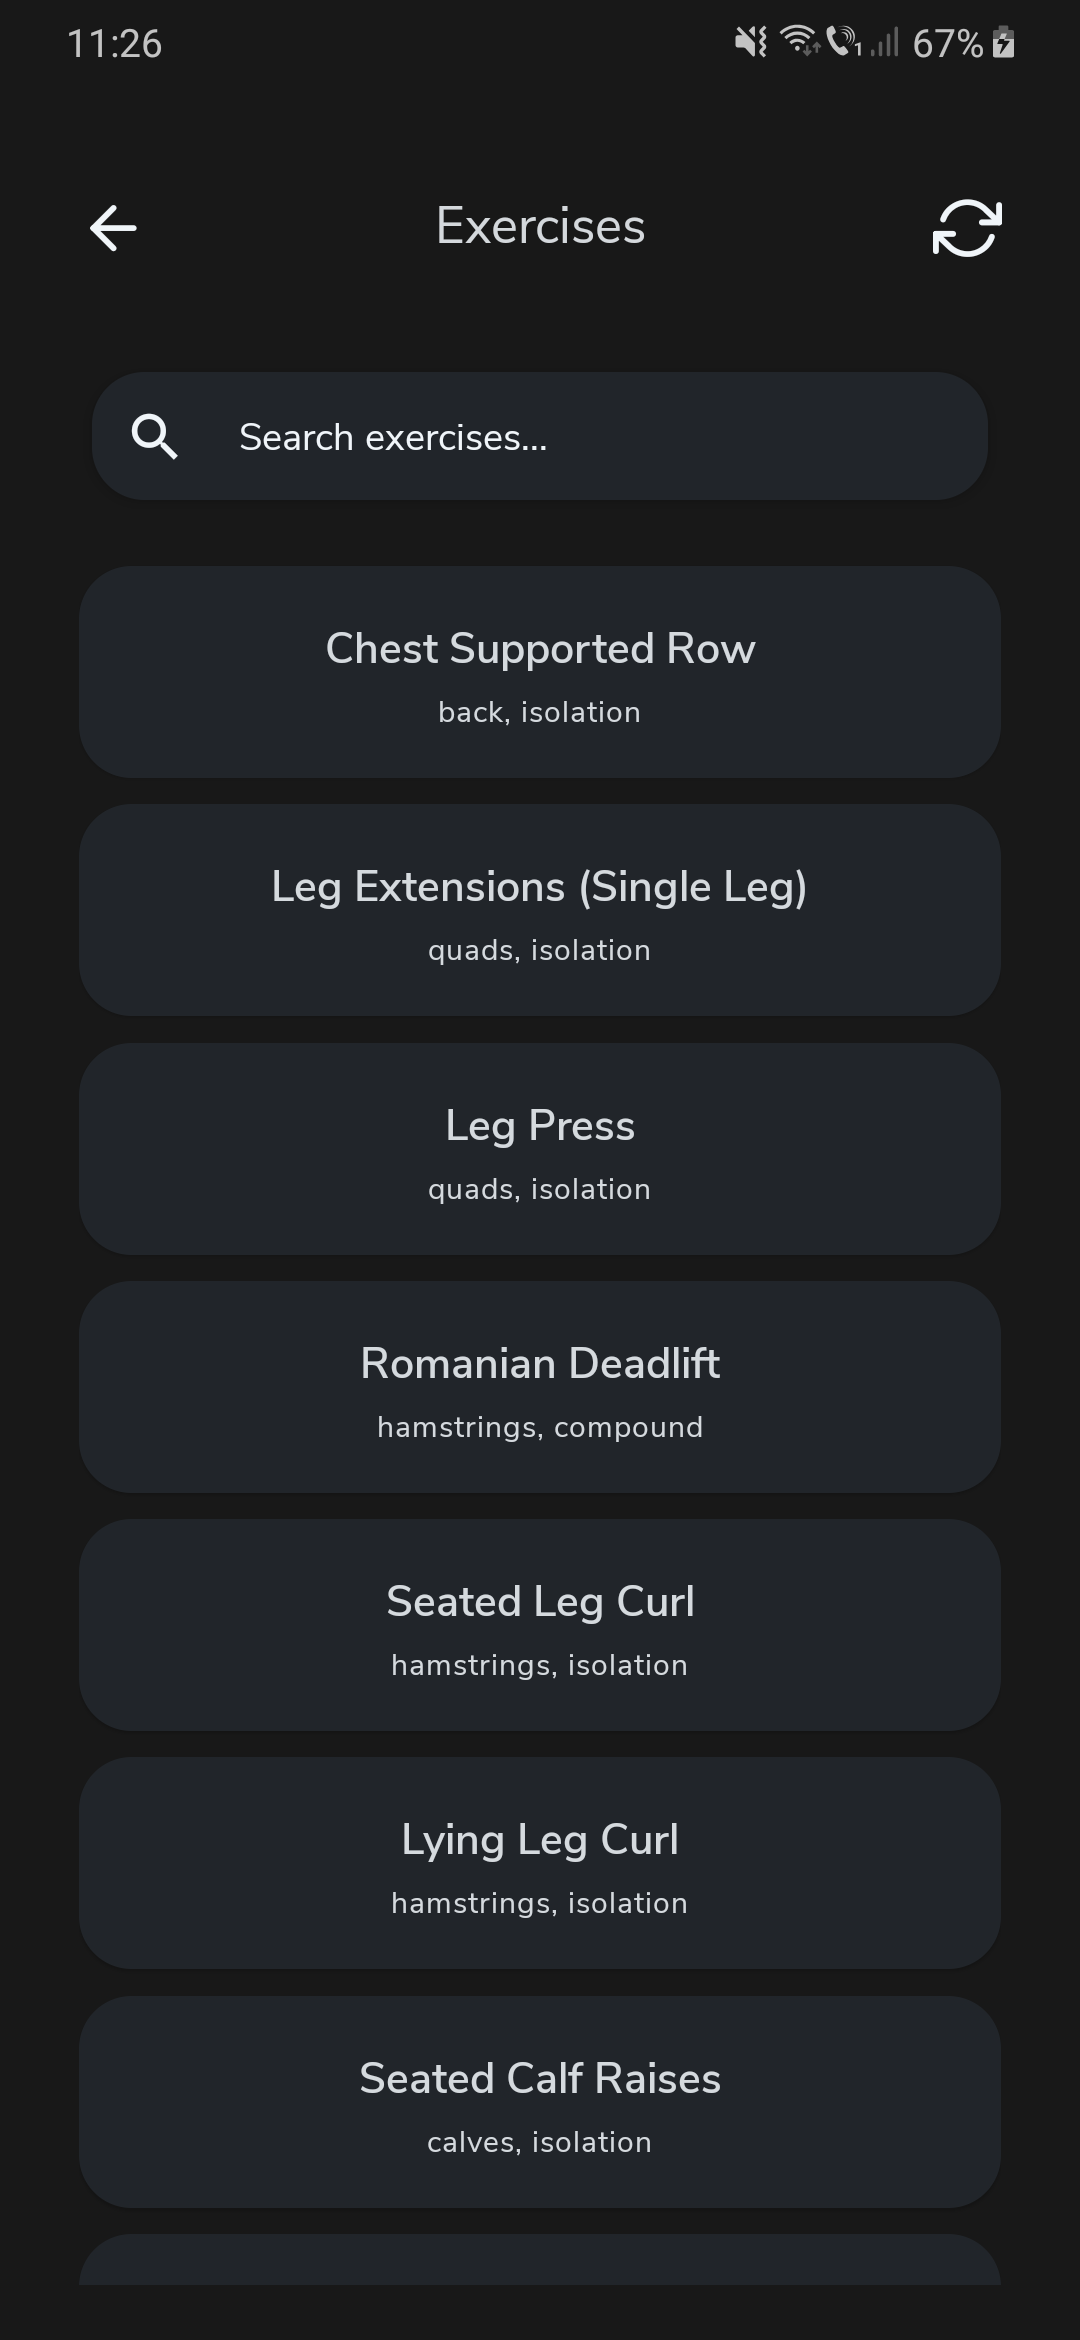 11:26
1 67%
Exercises
Search exercises...
Chest Supported Row
back, isolation
Leg Extensions (Single Leg)
quads, isolation
Leg Press
quads, isolation
Romanian Deadlift
hamstrings, compound
Seated Leg Curl
hamstrings, isolation
Lying Leg Curl
hamstrings, isolation
Seated Calf Raises
calves, isolation